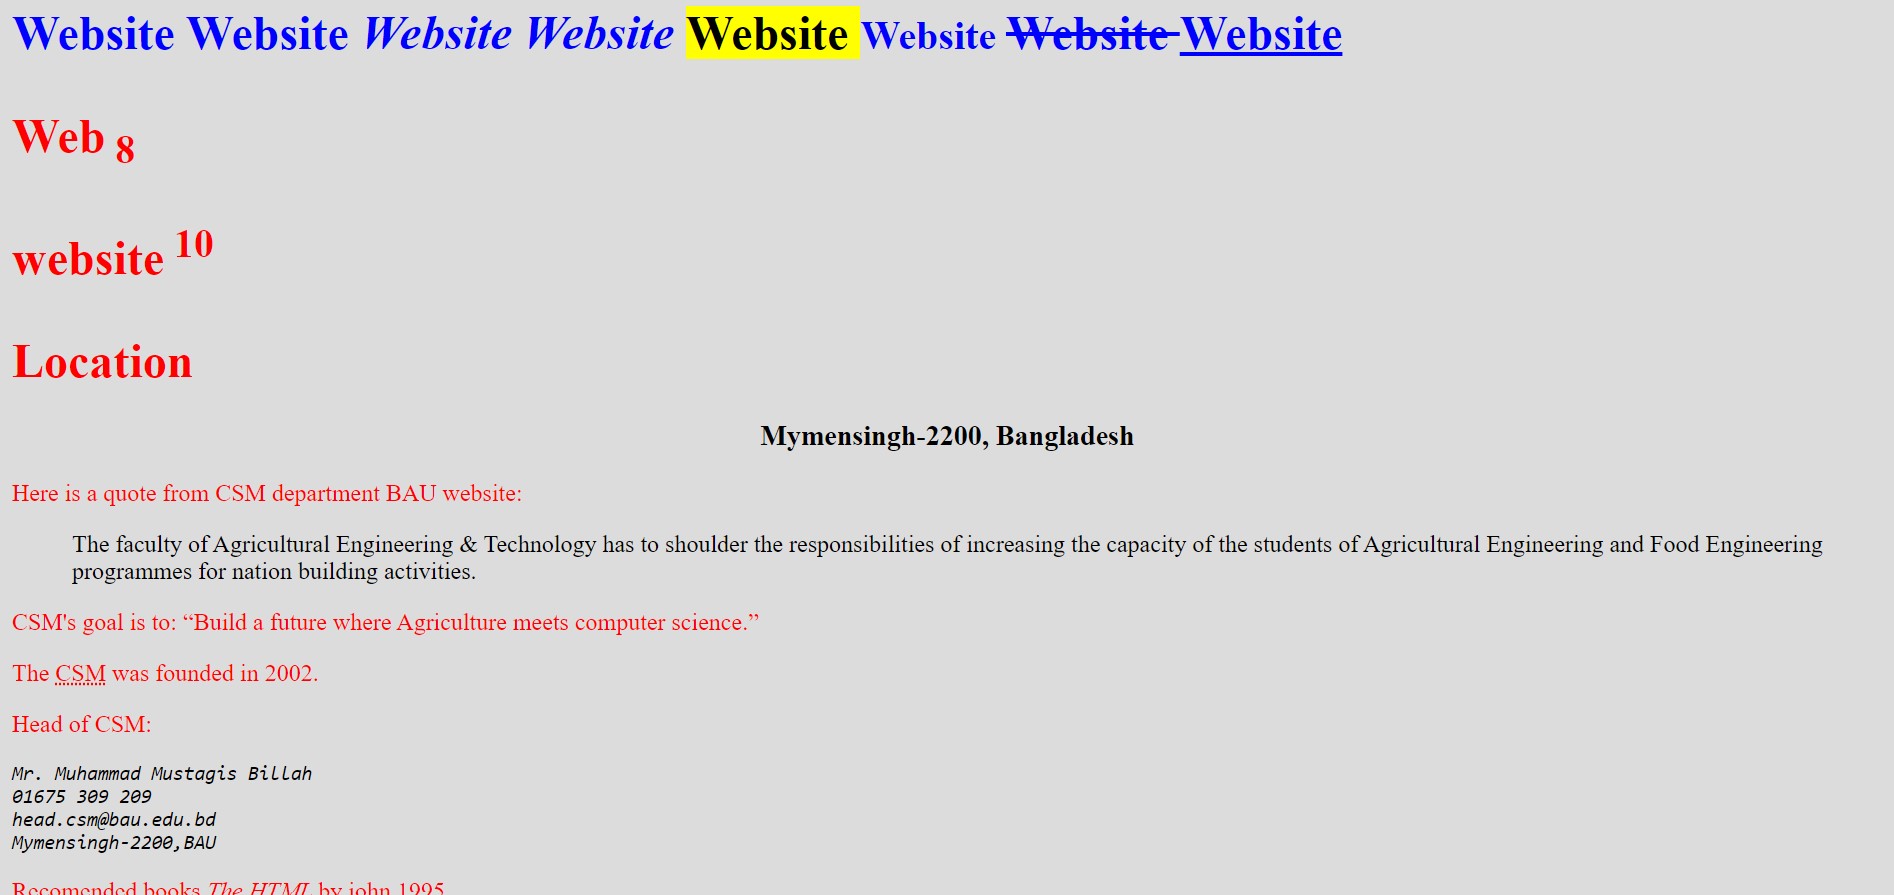 Website Website Website Website Website Website Website Website
Web 8
website 10
Location
Mymensingh-2200, Bangladesh
Here is a quote from CSM department BAU website:
The faculty of Agricultural Engineering & Technology has to shoulder the responsibilities of increasing the capacity of the students of Agricultural Engineering and Food Engineering
programmes for nation building activities.
CSM's goal is to: “Build a future where Agriculture meets computer science.”
The CSM was founded in 2002.
Head of CSM:
Mr. Muhammad Mustagis Billah
01675 309 209
head.csm@bau.edu.bd
Mymensingh-2200,BAU
Recomended books The HTML by john 1995